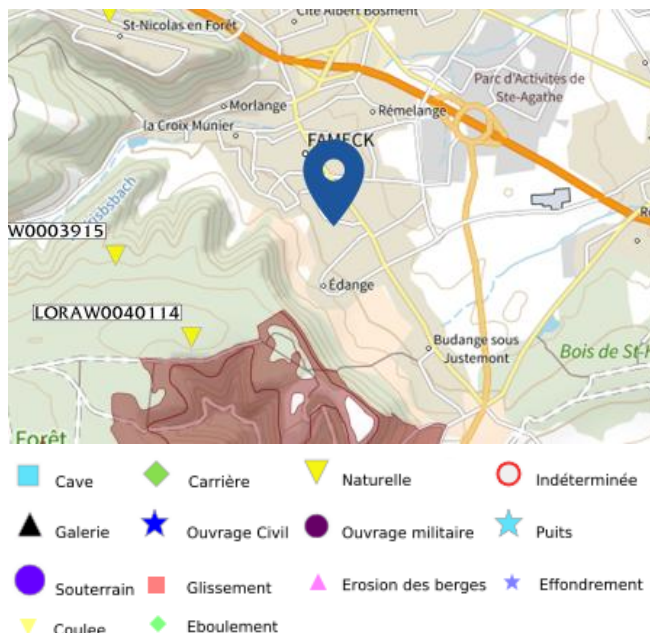 Cité Albert Bosment
St-Nicolas en Forêt
Parc d'Activités de
Ste-Agathe
Morlange
Rémelange
la Croix Munier
FAMECK
W0003915
Édange
LORAW0040114
Budange sous
Justemont
Bois de St-H
Forêt
Cave
Carrière
Naturelle
Indéterminée
Galerie
Ouvrage Civil
Ouvrage militaire
Puits
Souterrain
Glissement
Erosion des berges
Effondrement
Coulee
Eboulement